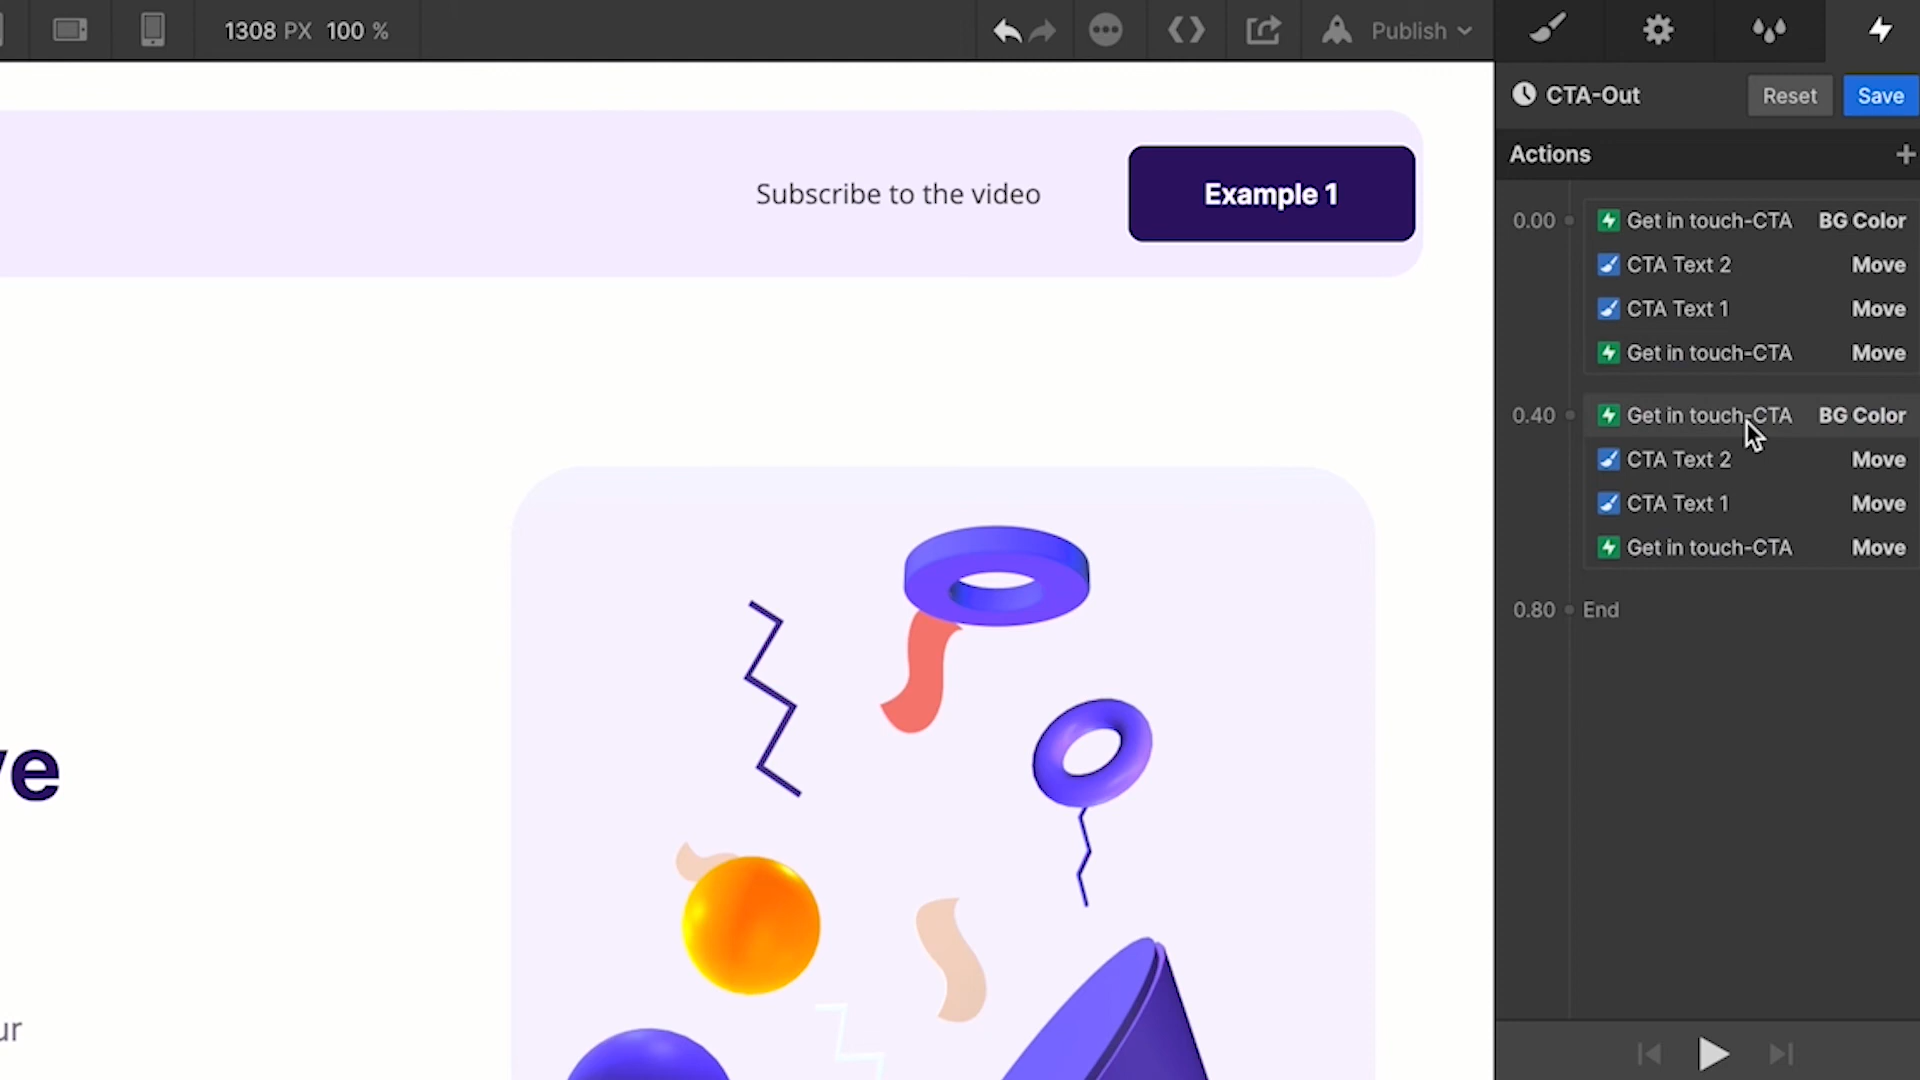 1308 PX 100 %
Publish
CTA-Out
Reset
Save
Actions
Subscribe to the video
Example 1
0.00
Get in touch-CTA BG Color
CTA Text 2 Move
CTA Text 1 Move
Get in touch-CTA Move
0.40
Get in touch-CTA BG Color
CTA Text 2 Move
CTA Text 1 Move
Get in touch-CTA Move
0.80 End
ve
ur